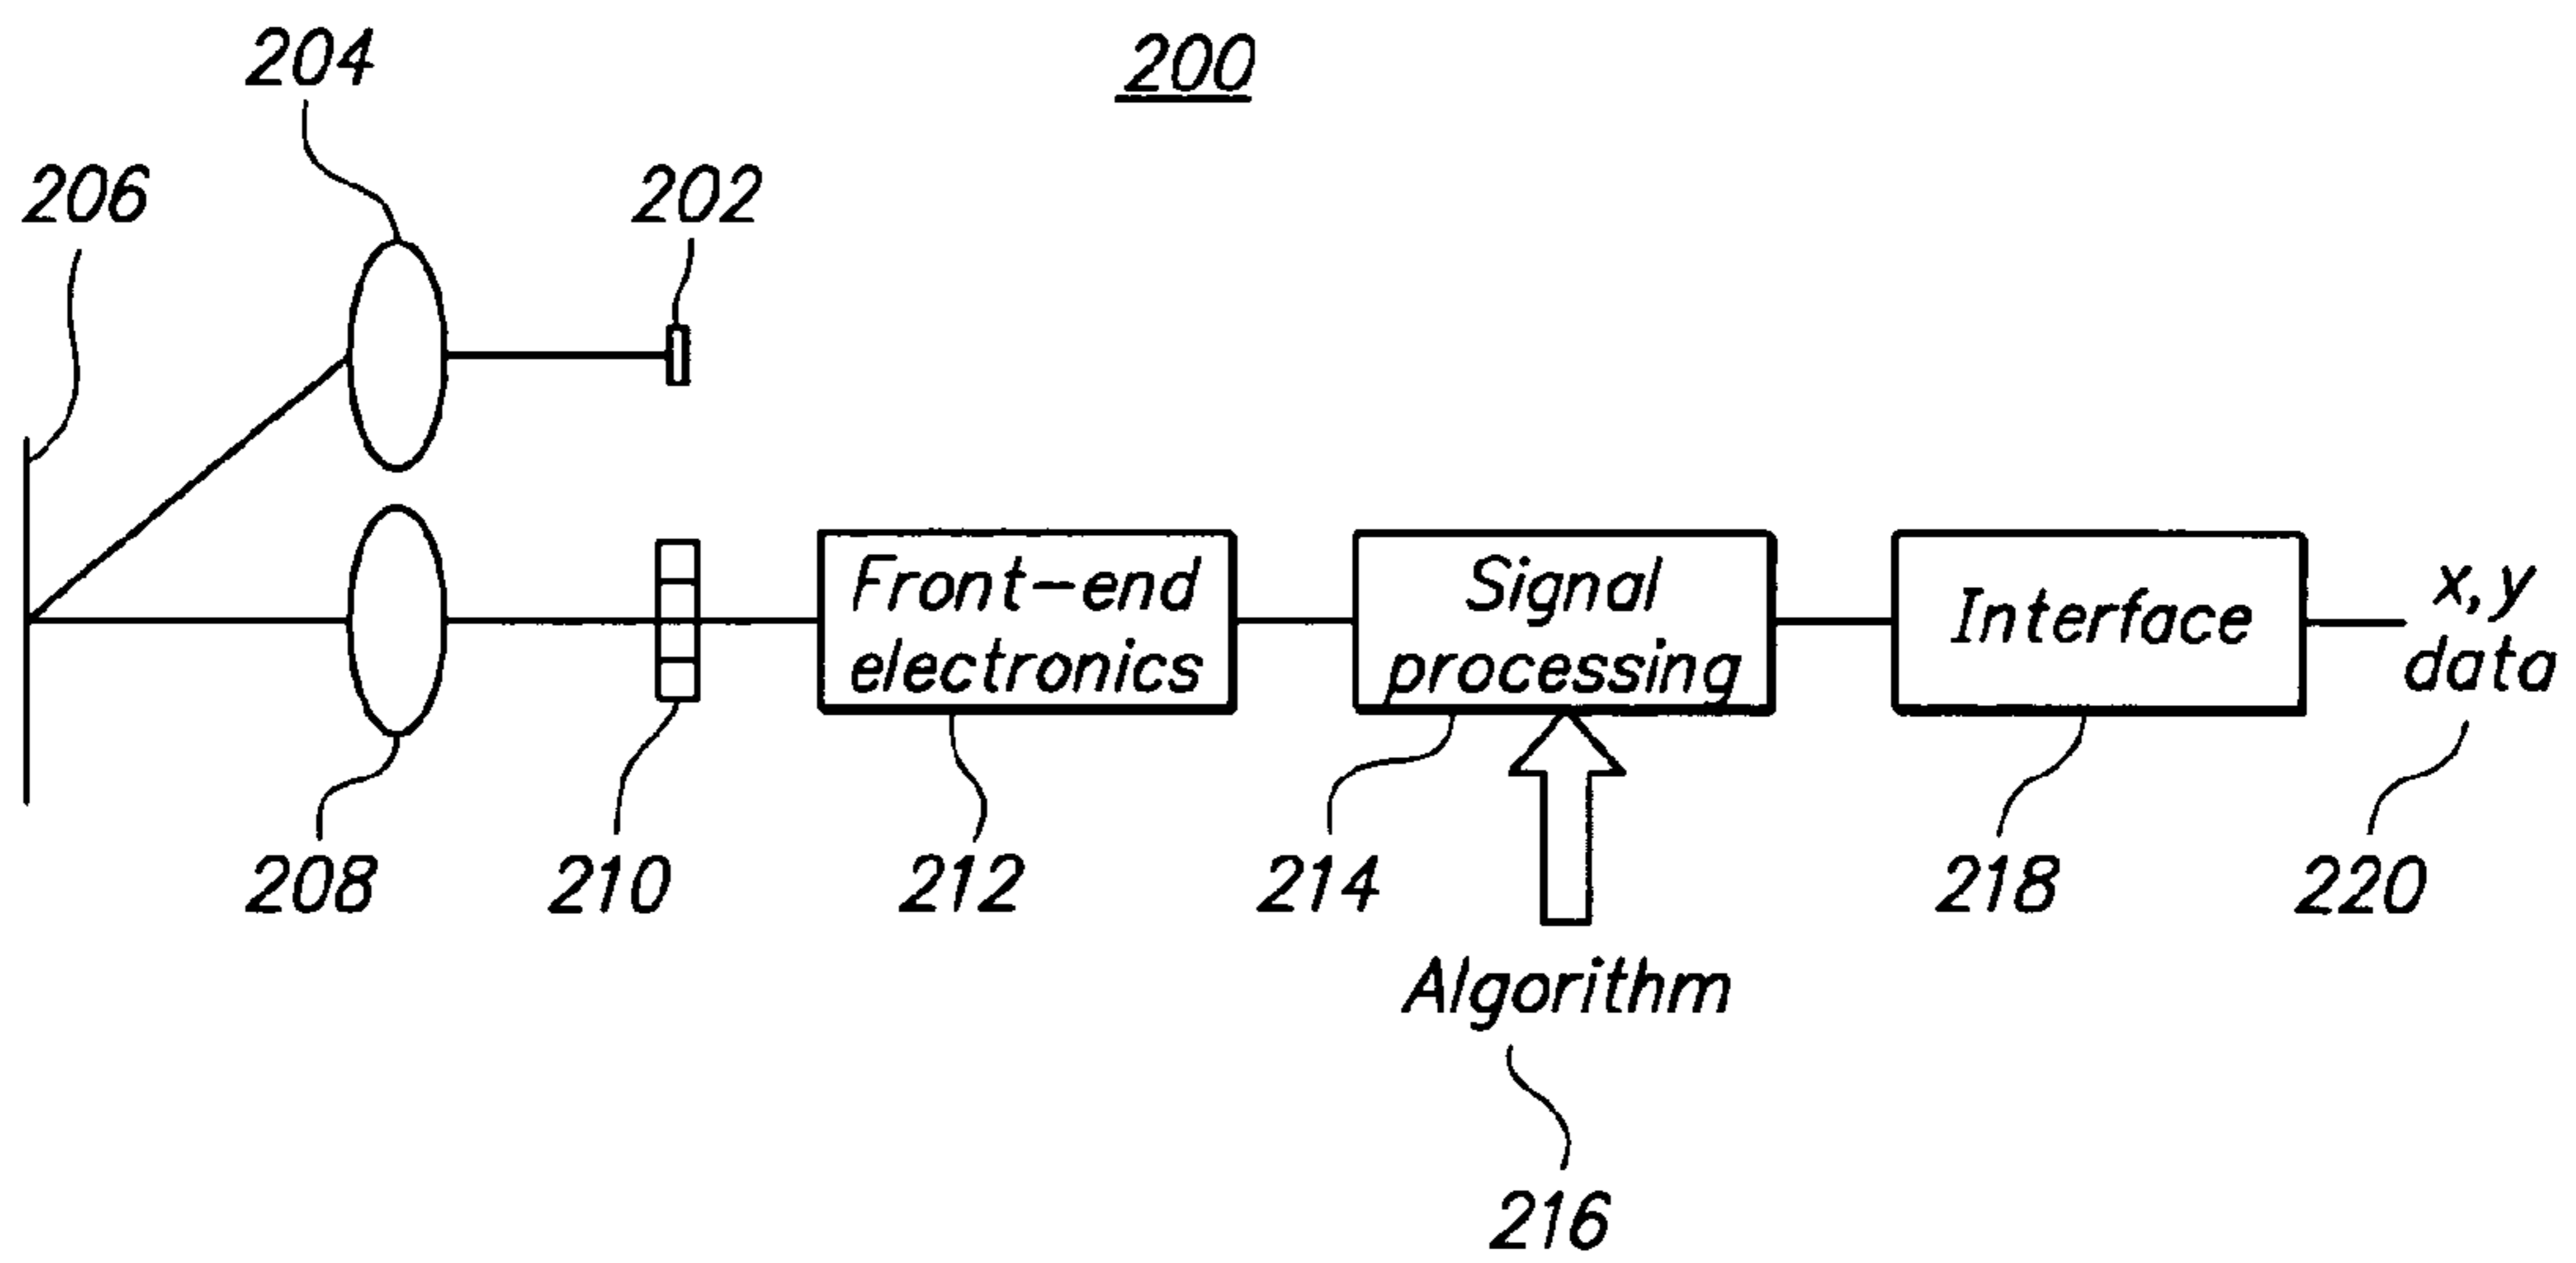 200
204
206
202
Front-end
electronics
Signal
processing
Interface
x,y
data
208
210
212
214
218
220
Algorithm
216